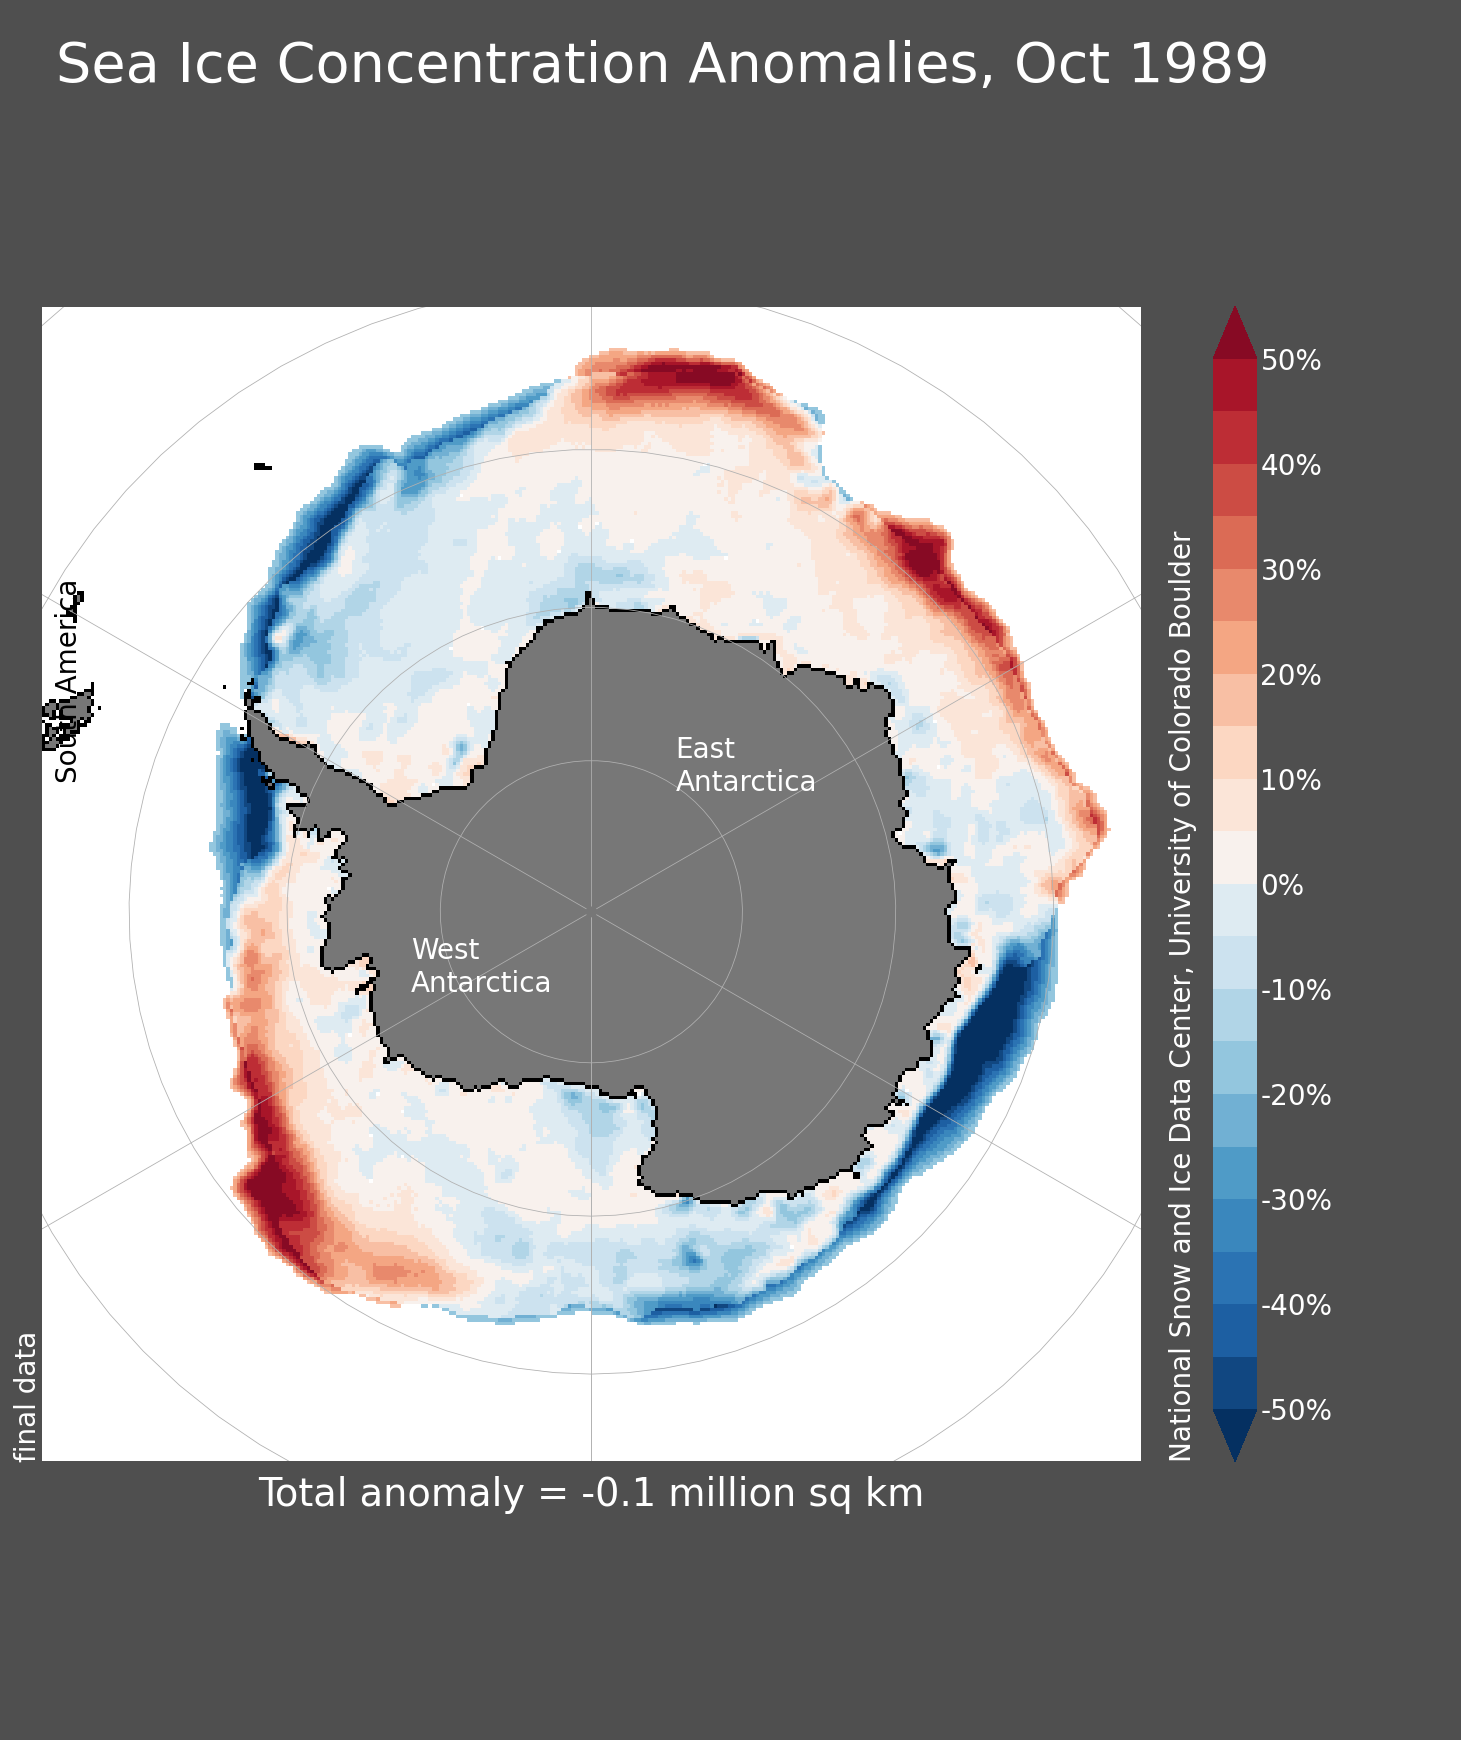 Sea Ice Concentration Anomalies, Oct 1989
South America
East
Antarctica
West
Antarctica
final data
National Snow and Ice Data Center, University of Colorado Boulder
50%
40%
30%
20%
10%
0%
-10%
-20%
-30%
-40%
-50%
Total anomaly = -0.1 million sq km